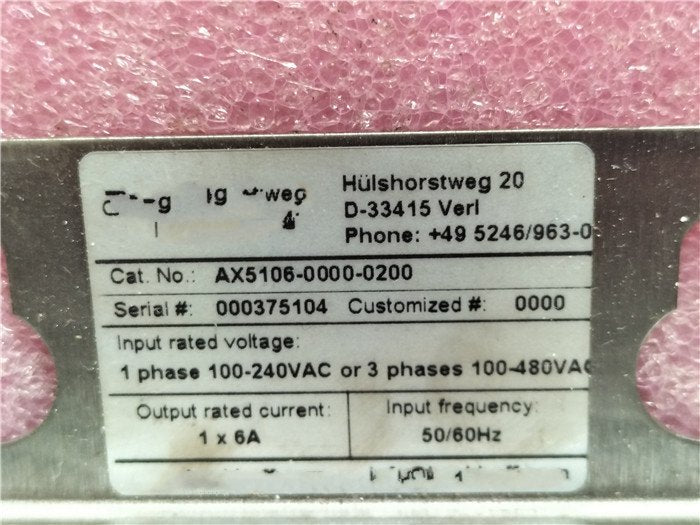 Hülshorstweg 20
D-33415 Verl
Phone: +49 5246/963-0
Cat. No.: AX5106-0000-0200
Serial #: 000375104 Customized #: 0000
Input rated voltage:
1 phase 100-240VAC or 3 phases 100-480VAC
Output rated current: Input frequency:
1 x 6A 50/60Hz